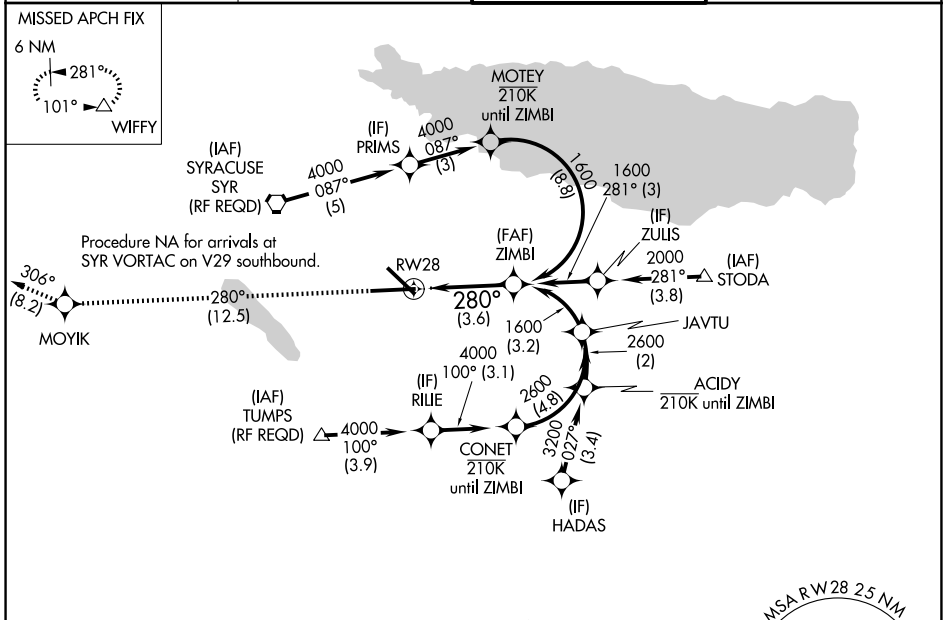 MISSED APCH FIX
6 NM
281°
101°
WIFFY
MOTEY
210K
until ZIMBI
(IF)
PRIMS
4000
087°
(3)
(IAF)
SYRACUSE
SYR
(RF REQD)
4000
087°
(5)
1600
(8.8)
1600
281° (3)
(IF)
ZULIS
2000
281°
(3.8)
(IAF)
STODA
Procedure NA for arrivals at
SYR VORTAC on V29 southbound.
(FAF)
ZIMBI
RW28
306°
(8.2)
MOYIK
280°
(12.5)
280°
(3.6)
1600
(3.2)
JAVTU
2600
(2)
ACIDY
210K until ZIMBI
(IAF)
TUMPS
(RF REQD)
4000
100°
(3.9)
(IF)
RILIE
4000
100° (3.1)
2600
(4.8)
CONET
210K
until ZIMBI
3200
027°
(3.4)
(IF)
HADAS
MSA RW28 25 NM